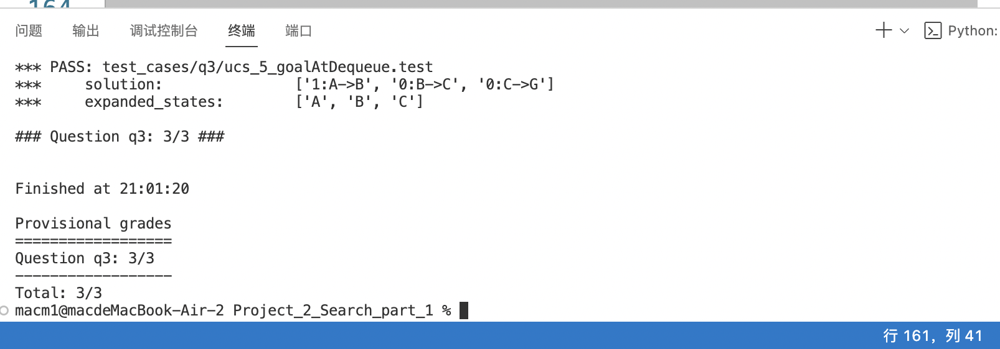 164
问题 输出 调试控制台 终端 端口 Python:
*** PASS: test_cases/q3/ucs_5_goalAtDequeue.test
*** solution: ['1:A->B', '0:B->C', '0:C->G']
*** expanded_states: ['A', 'B', 'C']
### Question q3: 3/3 ###
Finished at 21:01:20
Provisional grades
==================
Question q3: 3/3
------------------
Total: 3/3
macm1@macdeMacBook-Air-2 Project_2_Search_part_1 %
行 161，列 41